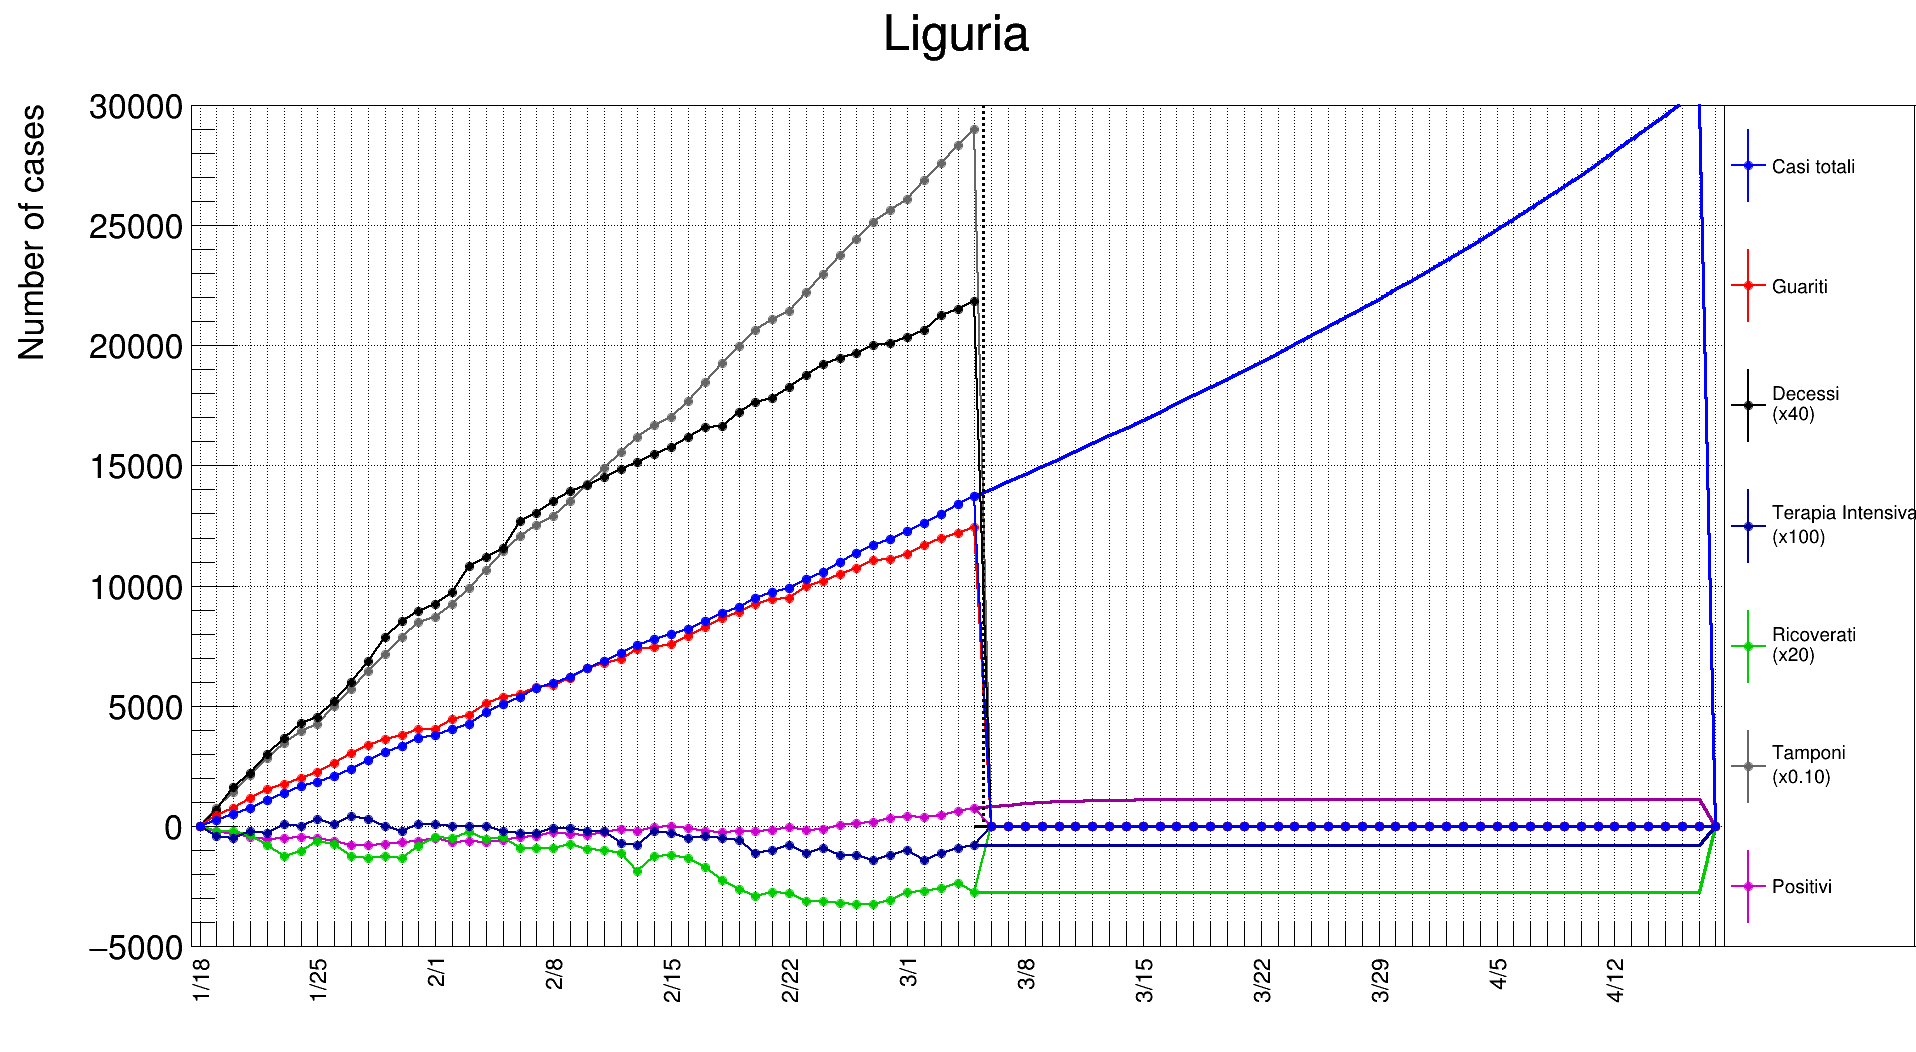 Liguria
Number of cases
30000
25000
20000
15000
10000
5000
0
−5000
1/18
1/25
2/1
2/8
2/15
2/22
3/1
3/8
3/15
3/22
3/29
4/5
4/12
Casi totali
Guariti
Decessi
(x40)
Terapia Intensiva
(x100)
Ricoverati
(x20)
Tamponi
(x0.10)
Positivi